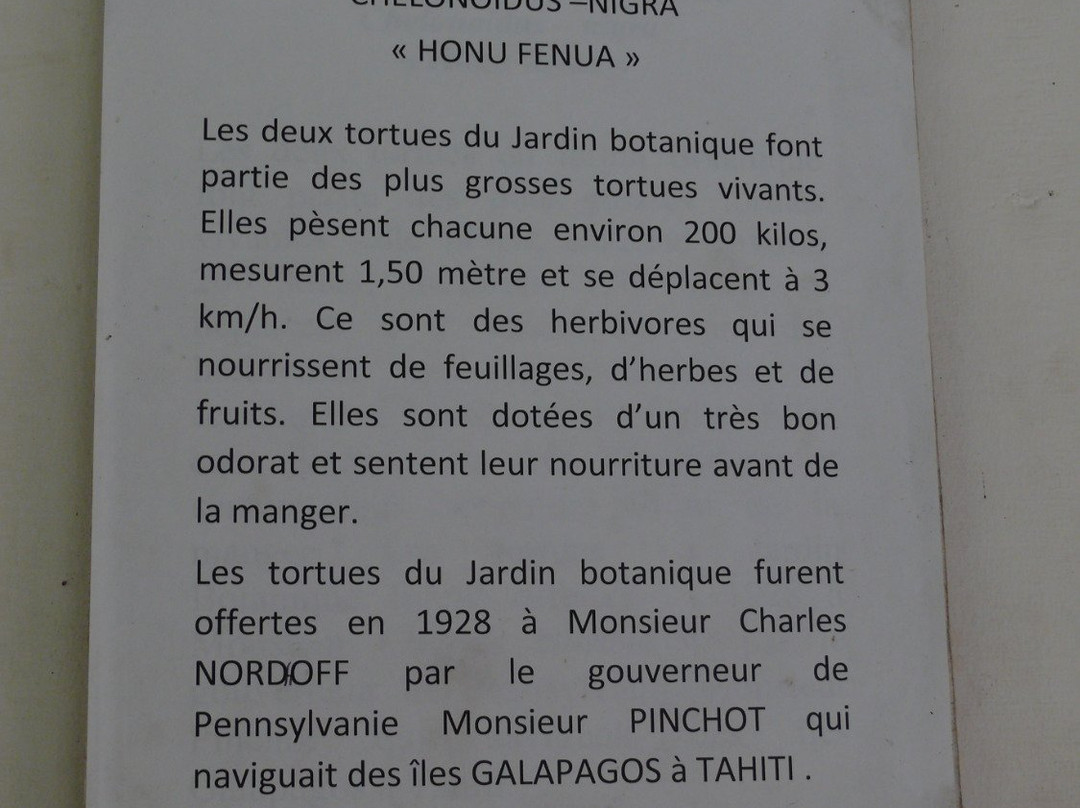 CHELONOIDUS –NIGRA
« HONU FENUA »
Les deux tortues du Jardin botanique font
partie des plus grosses tortues vivants.
Elles pèsent chacune environ 200 kilos,
mesurent 1,50 mètre et se déplacent à 3
km/h. Ce sont des herbivores qui se
nourrissent de feuillages, d’herbes et de
fruits. Elles sont dotées d’un très bon
odorat et sentent leur nourriture avant de
la manger.
Les tortues du Jardin botanique furent
offertes en 1928 à Monsieur Charles
NORDHOFF par le gouverneur de
Pennsylvanie Monsieur PINCHOT qui
naviguait des îles GALAPAGOS à TAHITI .